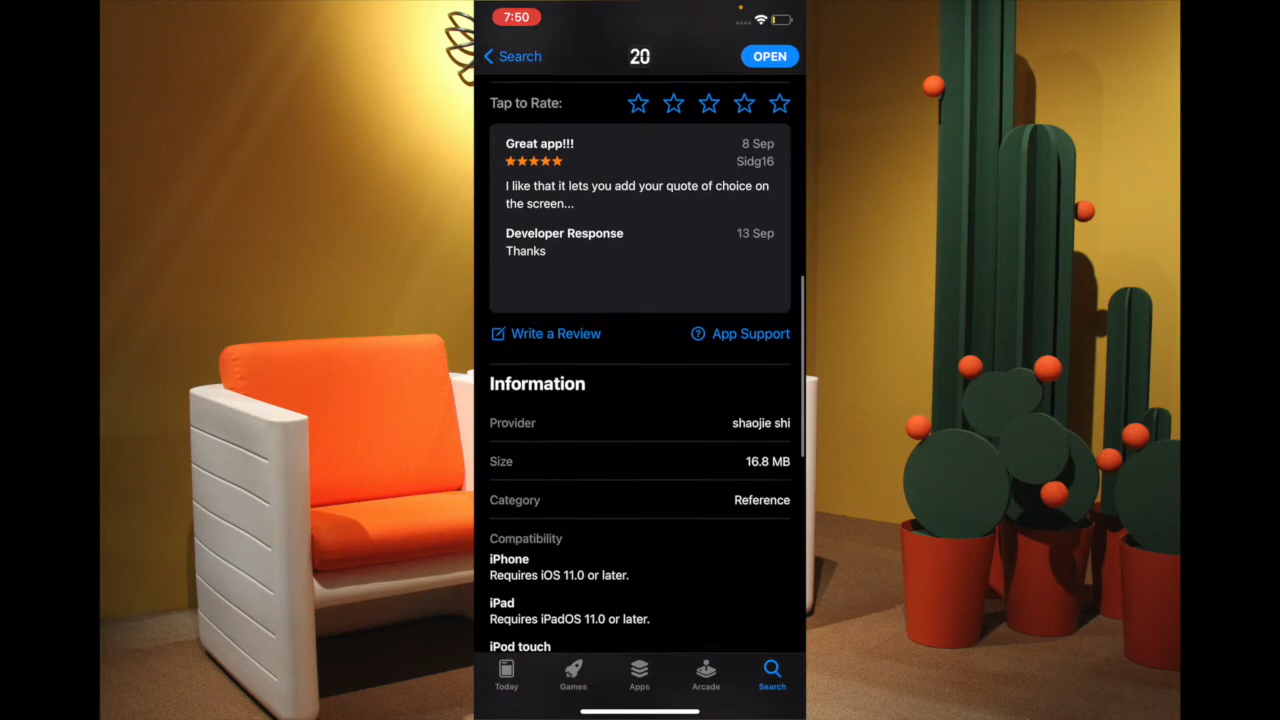 7:50
Search
20
OPEN
Tap to Rate:
Great app!!!
8 Sep
Sidg16
I like that it lets you add your quote of choice on
the screen...
Developer Response
13 Sep
Thanks
Write a Review
App Support
Information
Provider
shaojie shi
Size
16.8 MB
Category
Reference
Compatibility
iPhone
Requires iOS 11.0 or later.
iPad
Requires iPadOS 11.0 or later.
iPod touch
Today
Games
Apps
Arcade
Search